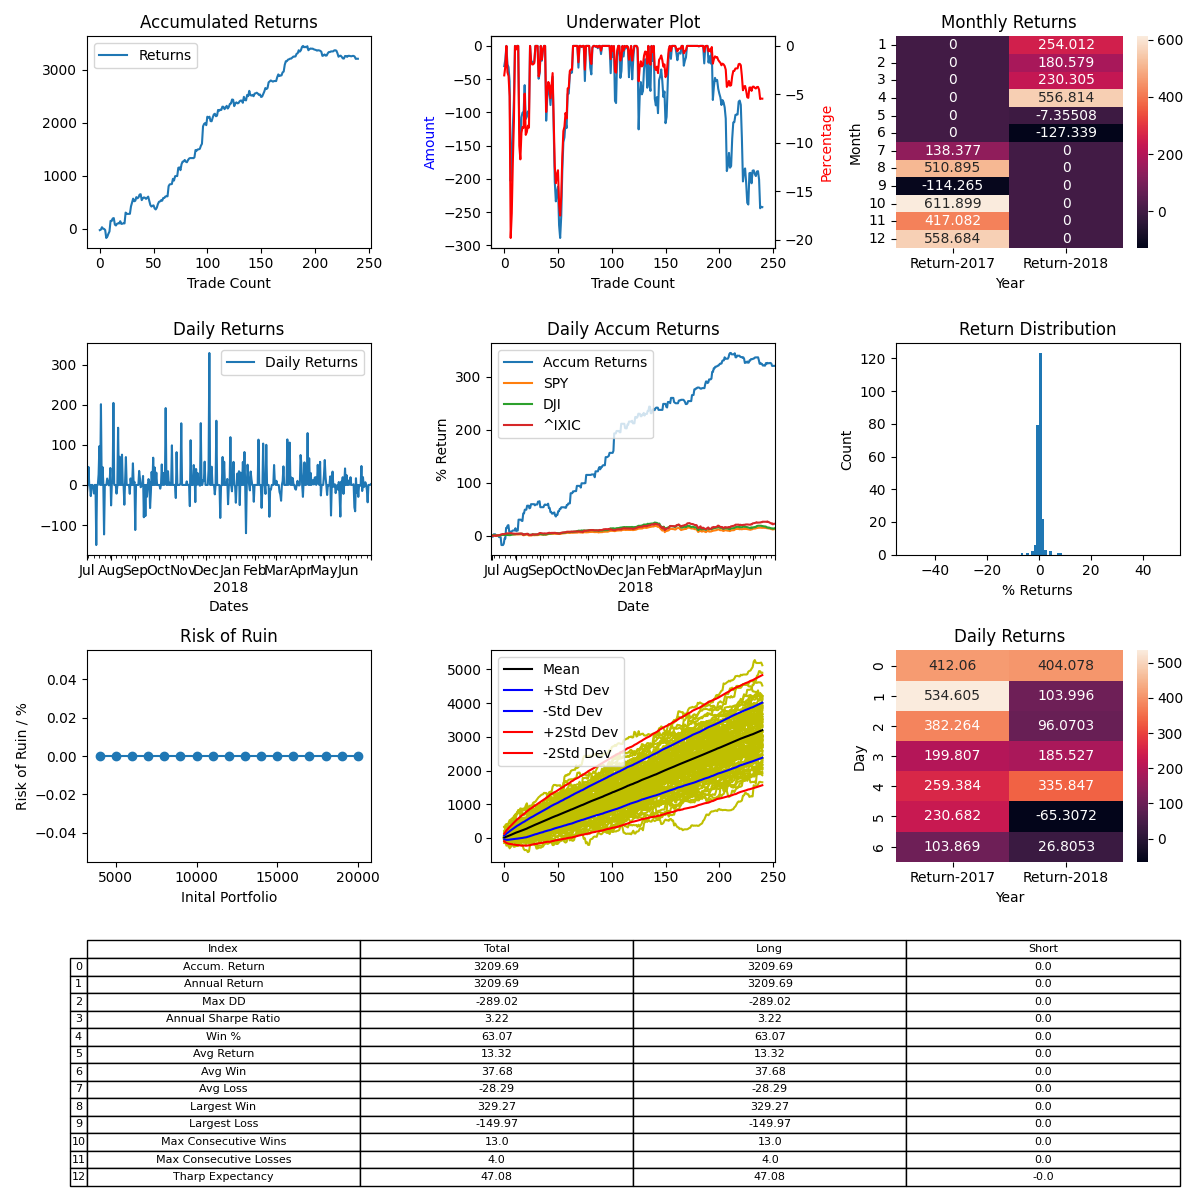 Accumulated Returns
Returns
3000
2000
1000
0
0 50 100 150 200 250
Trade Count
Underwater Plot
0
−50
−100
−150
−200
−250
−300
Amount
0
−5
−10
−15
−20
Percentage
0 50 100 150 200 250
Trade Count
Monthly Returns
Month
1 0 254.012
2 0 180.579
3 0 230.305
4 0 556.814
5 0 -7.35508
6 0 -127.339
7 138.377 0
8 510.895 0
9 -114.265 0
10 611.899 0
11 417.082 0
12 558.684 0
Return-2017 Return-2018
Year
600
400
200
0
Daily Returns
Daily Returns
300
200
100
0
−100
Jul Aug Sep Oct Nov Dec Jan Feb Mar Apr May Jun
2018
Dates
Daily Accum Returns
Accum Returns
SPY
DJI
^IXIC
% Return
300
200
100
0
Jul Aug Sep Oct Nov Dec Jan Feb Mar Apr May Jun
2018
Date
Return Distribution
Count
120
100
80
60
40
20
0
−40 −20 0 20 40
% Returns
Risk of Ruin
Risk of Ruin / %
0.04
0.02
0.00
−0.02
−0.04
5000 10000 15000 20000
Inital Portfolio
Mean
+Std Dev
-Std Dev
+2Std Dev
-2Std Dev
5000
4000
3000
2000
1000
0
0 50 100 150 200 250
Daily Returns
Day
0 412.06 404.078
1 534.605 103.996
2 382.264 96.0703
3 199.807 185.527
4 259.384 335.847
5 230.682 -65.3072
6 103.869 26.8053
Return-2017 Return-2018
Year
500
400
300
200
100
0
Index Total Long Short
0 Accum. Return 3209.69 3209.69 0.0
1 Annual Return 3209.69 3209.69 0.0
2 Max DD -289.02 -289.02 0.0
3 Annual Sharpe Ratio 3.22 3.22 0.0
4 Win % 63.07 63.07 0.0
5 Avg Return 13.32 13.32 0.0
6 Avg Win 37.68 37.68 0.0
7 Avg Loss -28.29 -28.29 0.0
8 Largest Win 329.27 329.27 0.0
9 Largest Loss -149.97 -149.97 0.0
10 Max Consecutive Wins 13.0 13.0 0.0
11 Max Consecutive Losses 4.0 4.0 0.0
12 Tharp Expectancy 47.08 47.08 -0.0